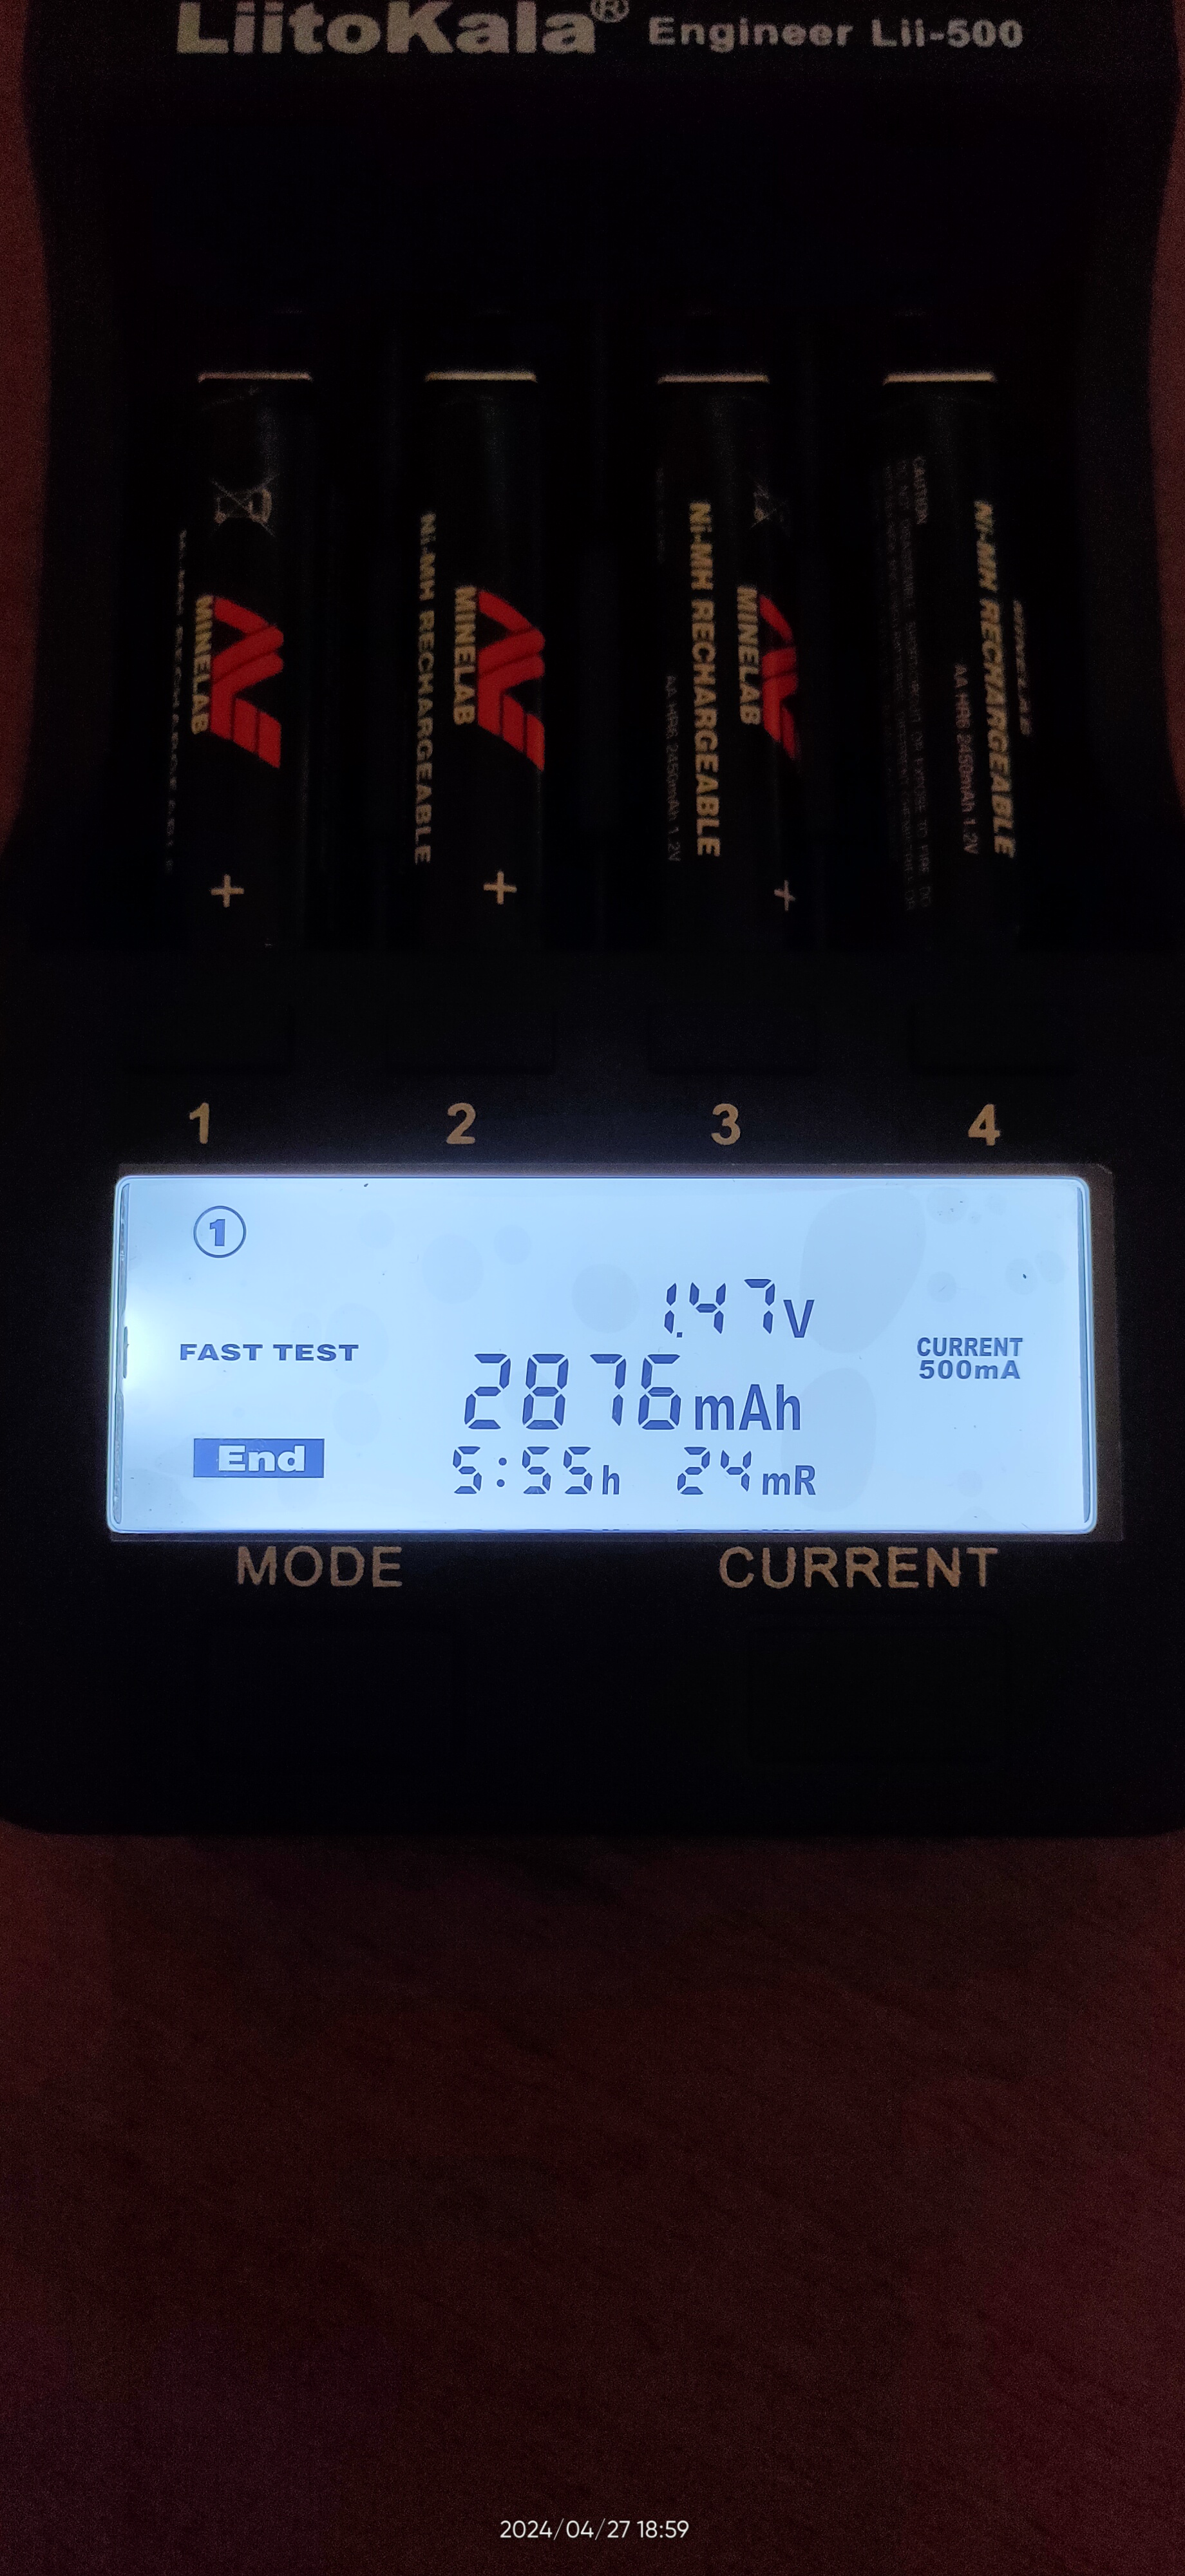 LiitoKala® Engineer Lii-500
MINELAB
+
Ni-MH RECHARGEABLE
MINELAB
+
Ni-MH RECHARGEABLE
AA HR6 2450mAh 1.2V
MINELAB
+
CAUTION
Ni-MH RECHARGEABLE
AA HR6 2450mAh 1.2V
MINELAB
1 2 3 4
1
1.47V
FAST TEST
CURRENT
500mA
2876mAh
End
5:55h 24mR
MODE CURRENT
2024/04/27 18:59